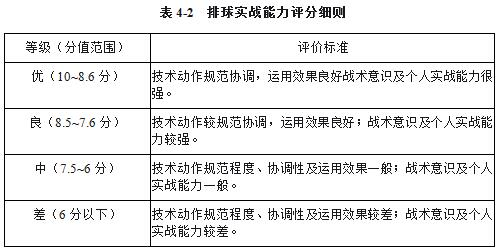 表 4-2 排球实战能力评分细则
等级（分值范围）
评价标准
优（10~8.6 分）
技术动作规范协调，运用效果良好战术意识及个人实战能力很
强。
良（8.5~7.6 分）
技术动作较规范协调，运用效果良好；战术意识及个人实战能
力较强。
中（7.5~6 分）
技术动作规范程度、协调性及运用效果一般；战术意识及个人
实战能力一般。
差（6 分以下）
技术动作规范程度、协调性及运用效果较差；战术意识及个人
实战能力较差。